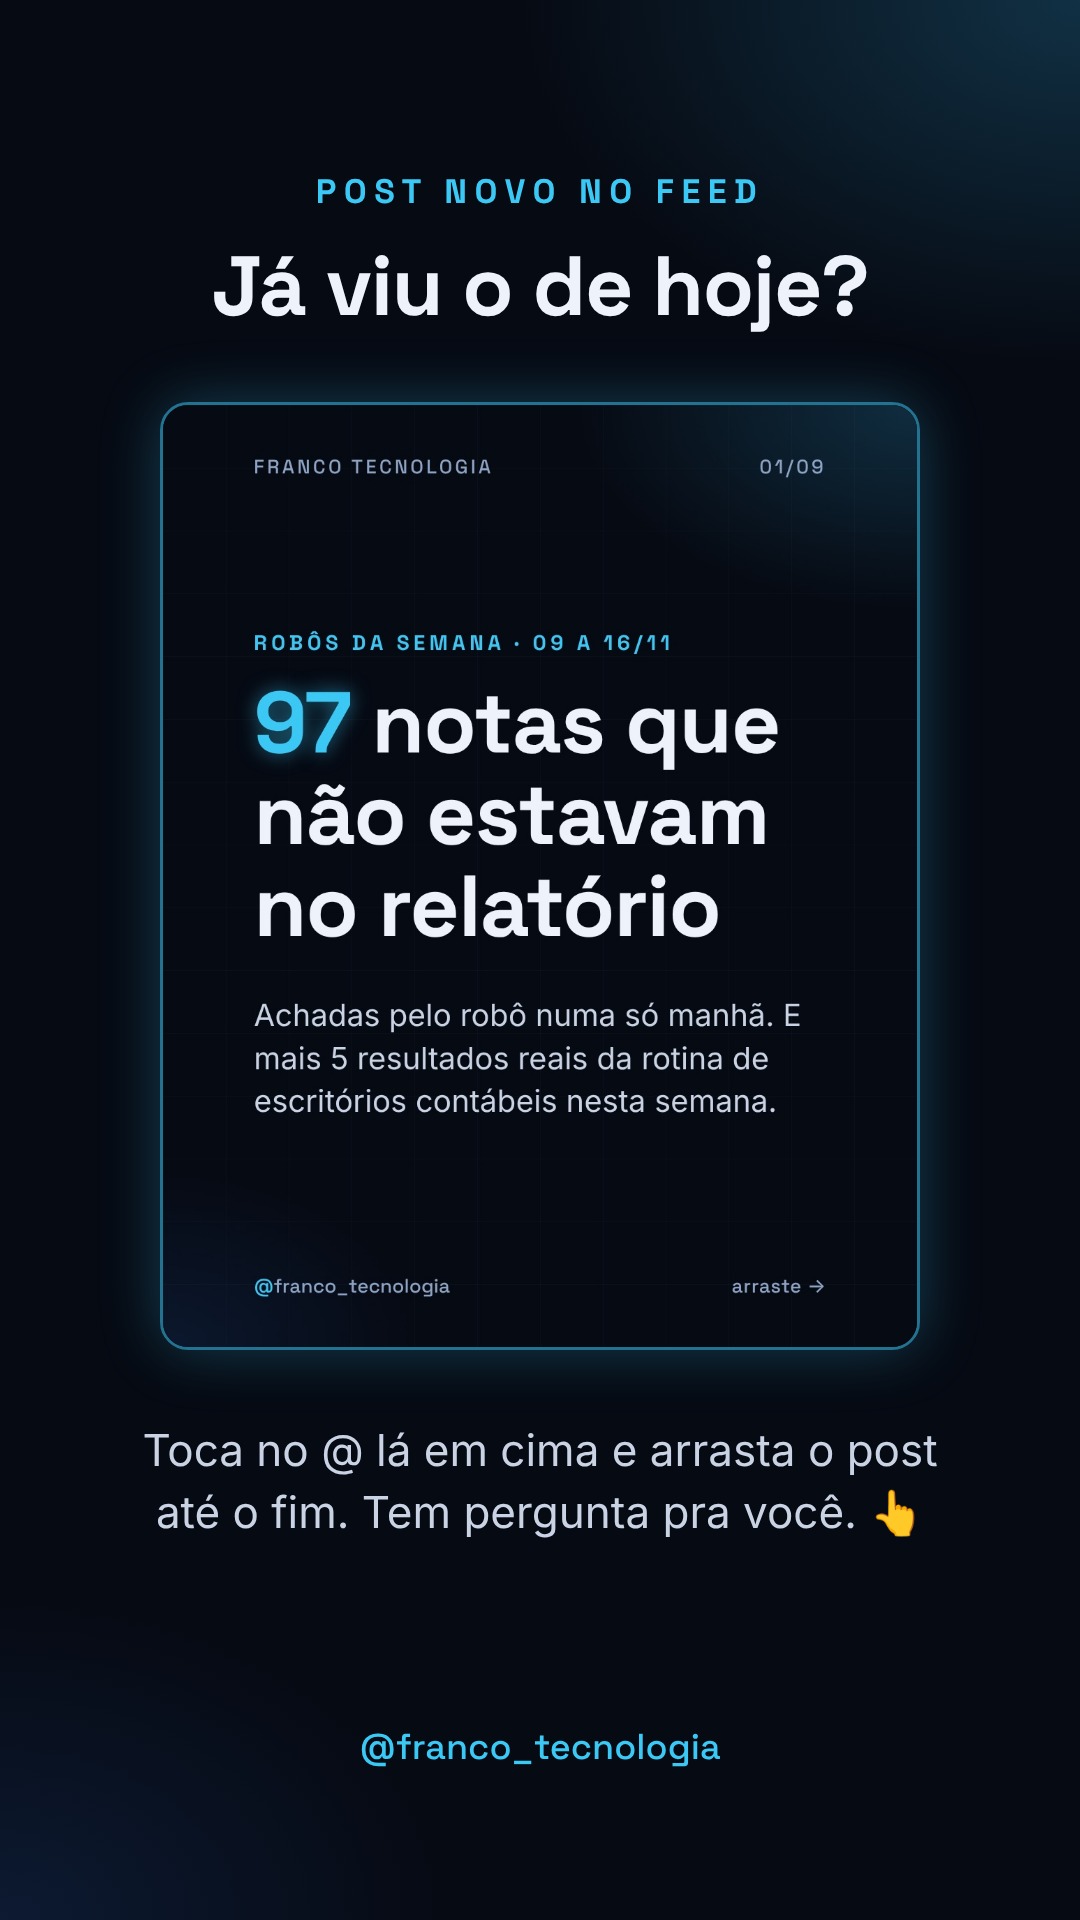 POST NOVO NO FEED
Já viu o de hoje?
FRANCO TECNOLOGIA
01/09
ROBÔS DA SEMANA · 09 A 16/11
97 notas que
não estavam
no relatório
Achadas pelo robô numa só manhã. E
mais 5 resultados reais da rotina de
escritórios contábeis nesta semana.
@franco_tecnologia
arraste →
Toca no @ lá em cima e arrasta o post
até o fim. Tem pergunta pra você. 👆
@franco_tecnologia